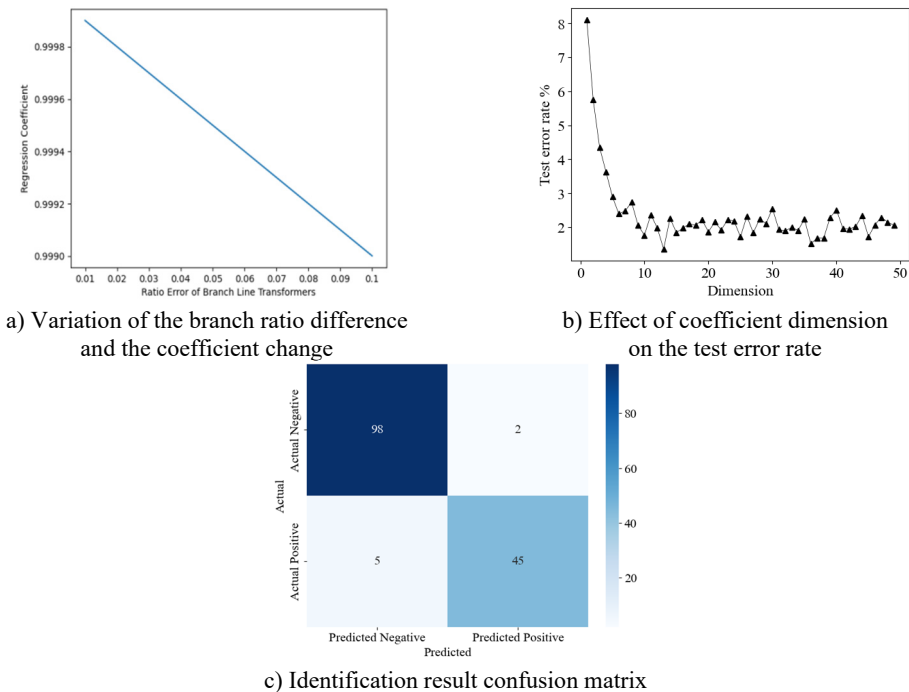 0.9998
0.9996
0.9994
0.9992
0.9990
Regression Coefficient
0.01 0.02 0.03 0.04 0.05 0.06 0.07 0.08 0.09 0.1
Ratio Error of Branch Line Transformers
a) Variation of the branch ratio difference
and the coefficient change
8
7
6
5
4
3
2
Test error rate %
0 10 20 30 40 50
Dimension
b) Effect of coefficient dimension
on the test error rate
Actual Negative
Actual
Actual Positive
98 2
5 45
Predicted Negative Predicted Positive
Predicted
80
60
40
20
c) Identification result confusion matrix